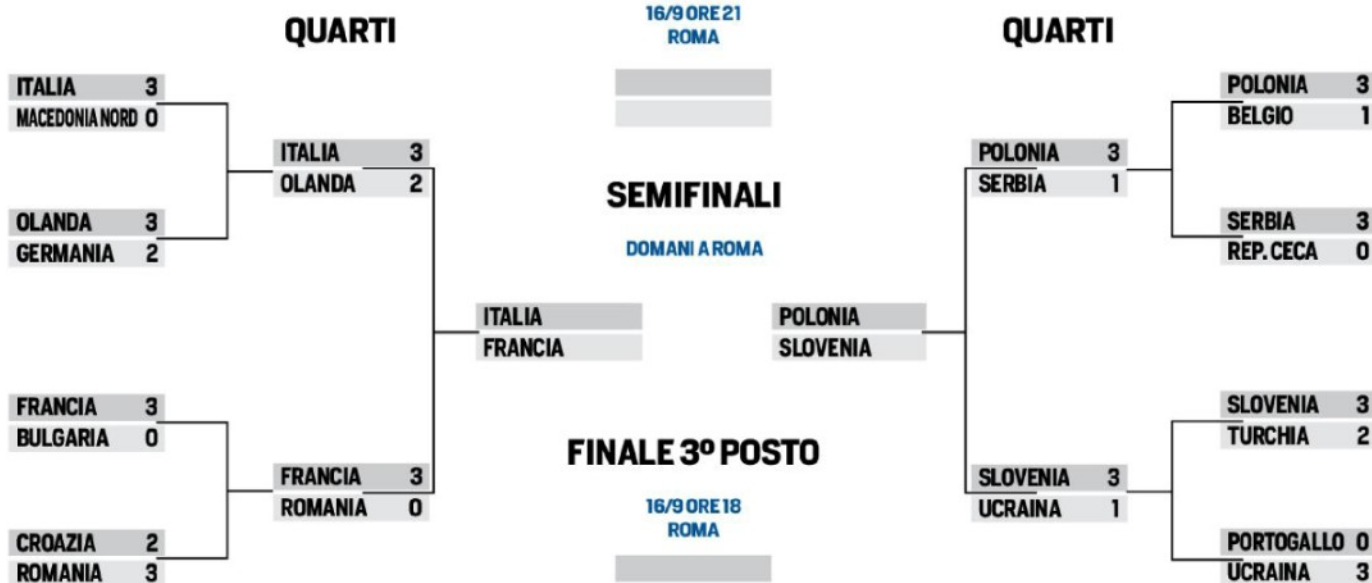 QUARTI
16/9 ORE 21
ROMA
QUARTI
ITALIA 3
MACEDONIA NORD 0
OLANDA 3
GERMANIA 2
FRANCIA 3
BULGARIA 0
CROAZIA 2
ROMANIA 3
ITALIA 3
OLANDA 2
FRANCIA 3
ROMANIA 0
ITALIA
FRANCIA
SEMIFINALI
DOMANI A ROMA
FINALE 3º POSTO
16/9 ORE 18
ROMA
POLONIA
SLOVENIA
POLONIA 3
SERBIA 1
SLOVENIA 3
UCRAINA 1
POLONIA 3
BELGIO 1
SERBIA 3
REP. CECA 0
SLOVENIA 3
TURCHIA 2
PORTOGALLO 0
UCRAINA 3